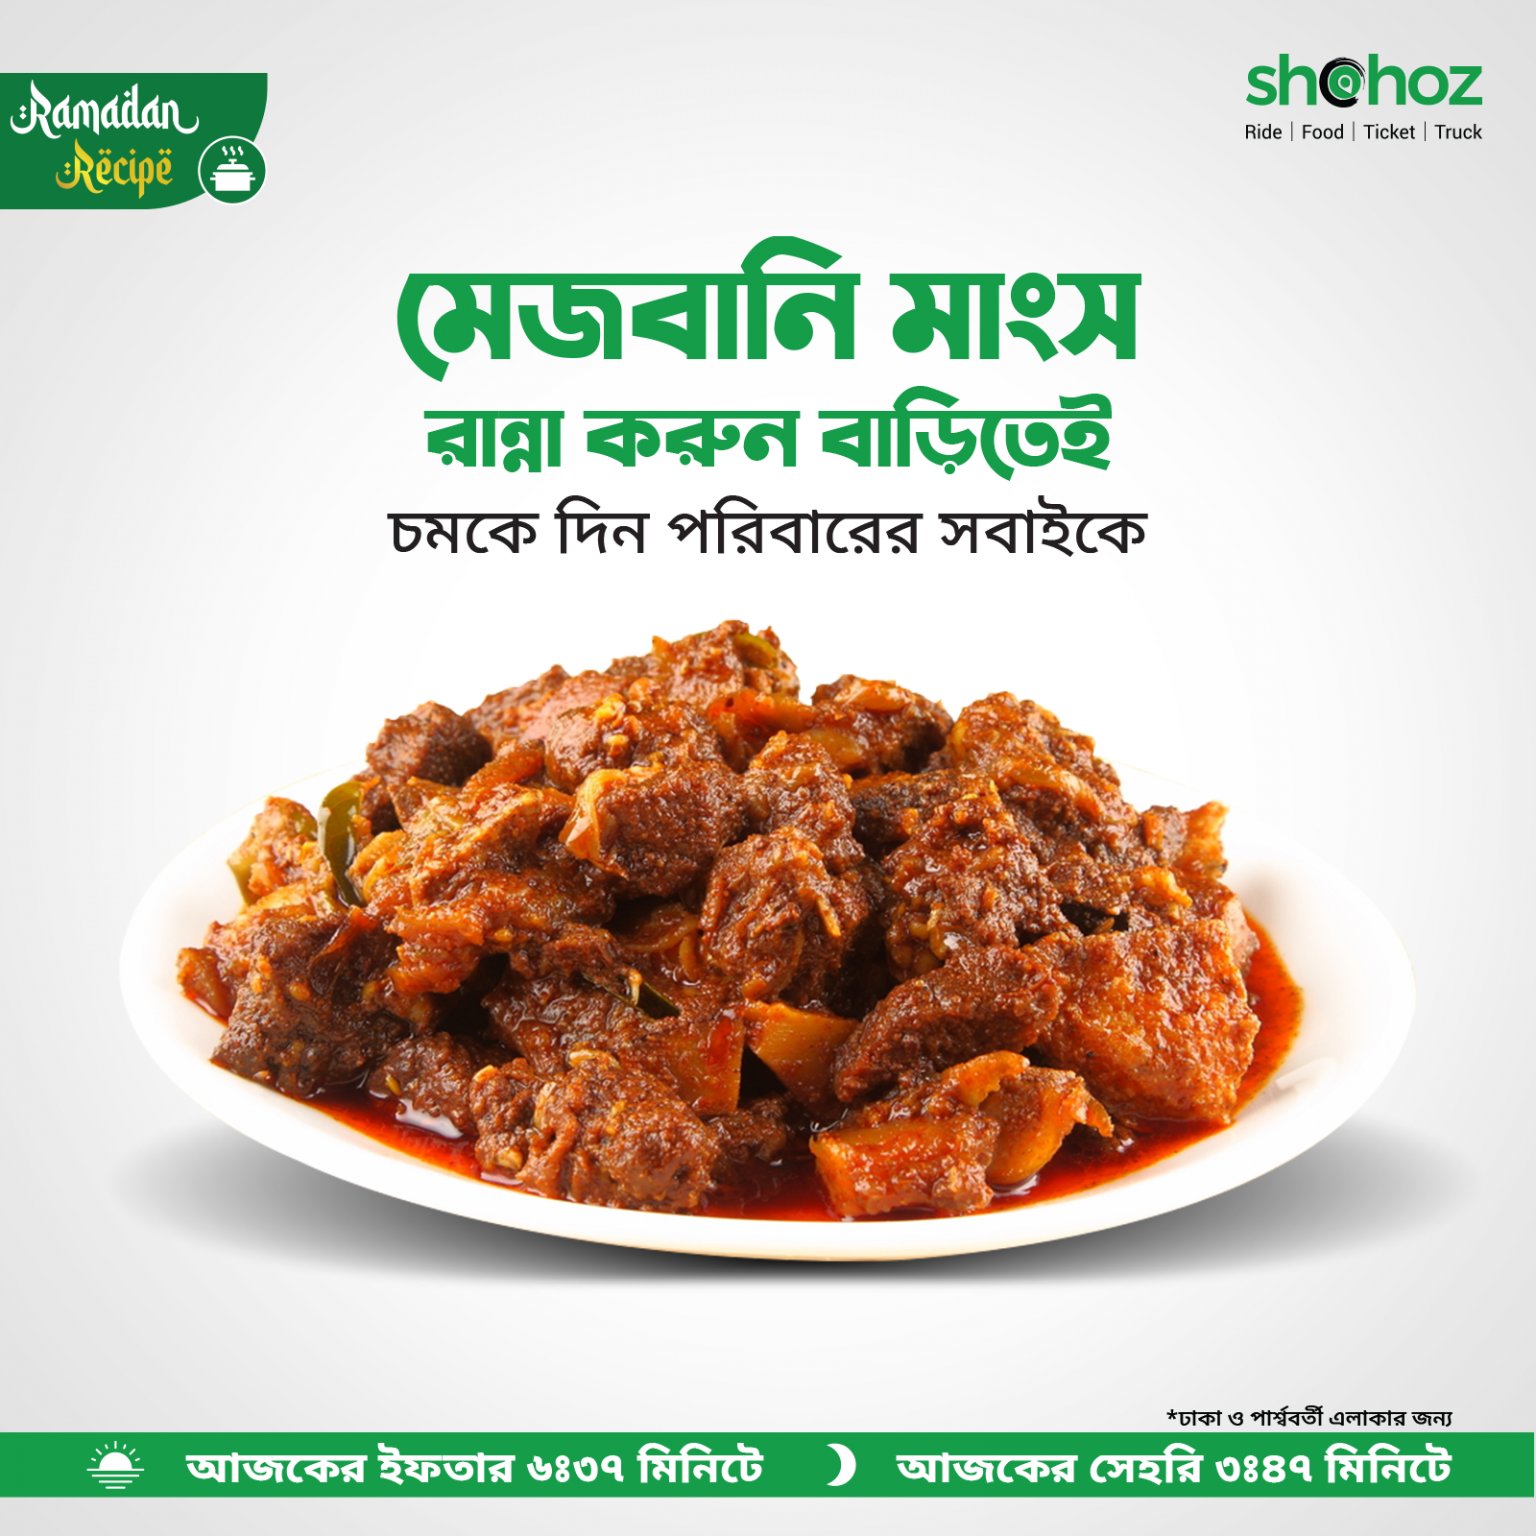 Ramadan
Recipe
shohoz
Ride | Food | Ticket | Truck
মেজবানি মাংস
রান্না করুন বাড়িতেই
চমকে দিন পরিবারের সবাইকে
*ঢাকা ও পার্শ্ববর্তী এলাকার জন্য
আজকের ইফতার ৬ঃ৩৭ মিনিটে
আজকের সেহরি ৩ঃ৪৭ মিনিটে